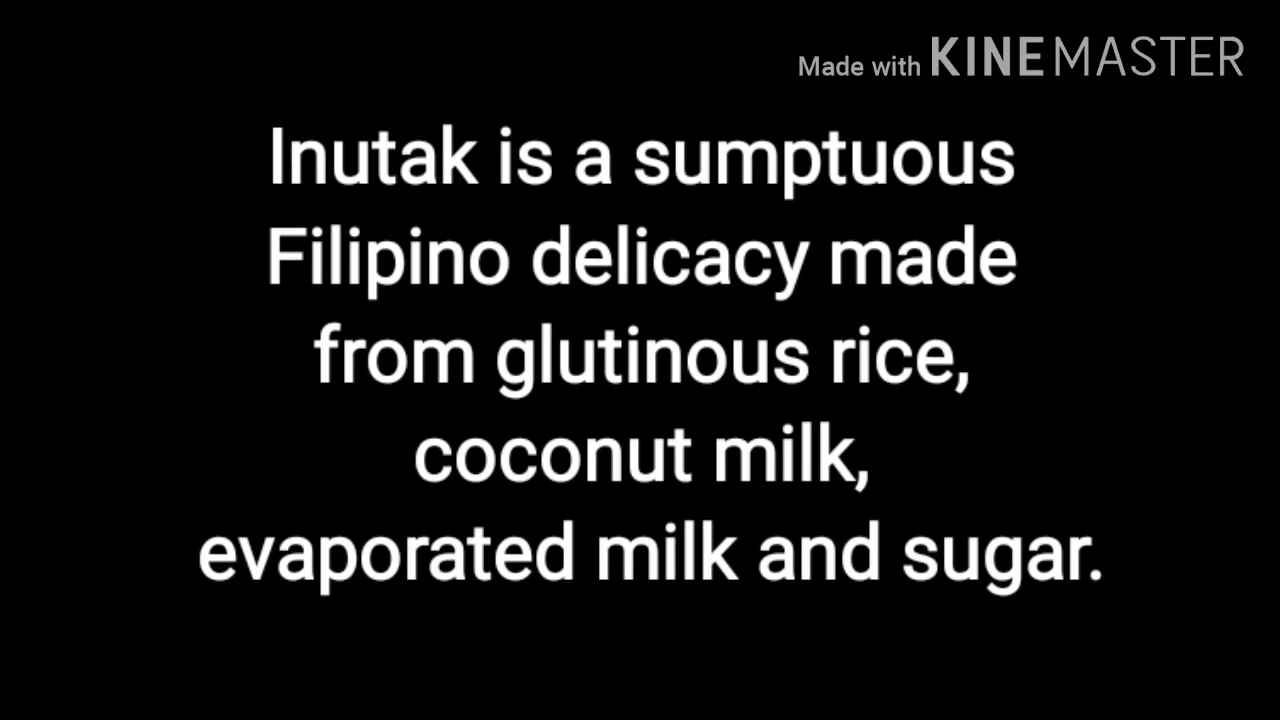 Made with KINEMASTER
Inutak is a sumptuous
Filipino delicacy made
from glutinous rice,
coconut milk,
evaporated milk and sugar.